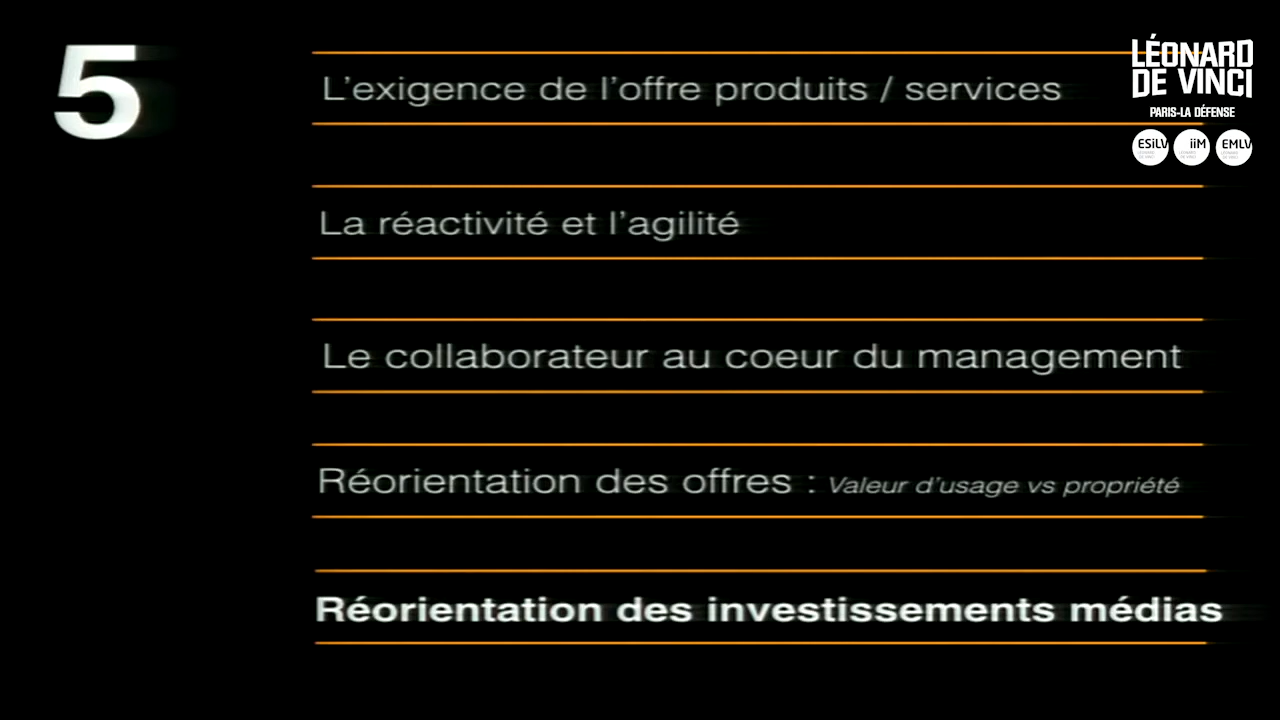 5
L'exigence de l'offre produits / services
La réactivité et l'agilité
Le collaborateur au coeur du management
Réorientation des offres : Valeur d'usage vs propriété
Réorientation des investissements médias
LÉONARD
DE VINCI
PARIS-LA DÉFENSE
ESiLV iiM EMLV